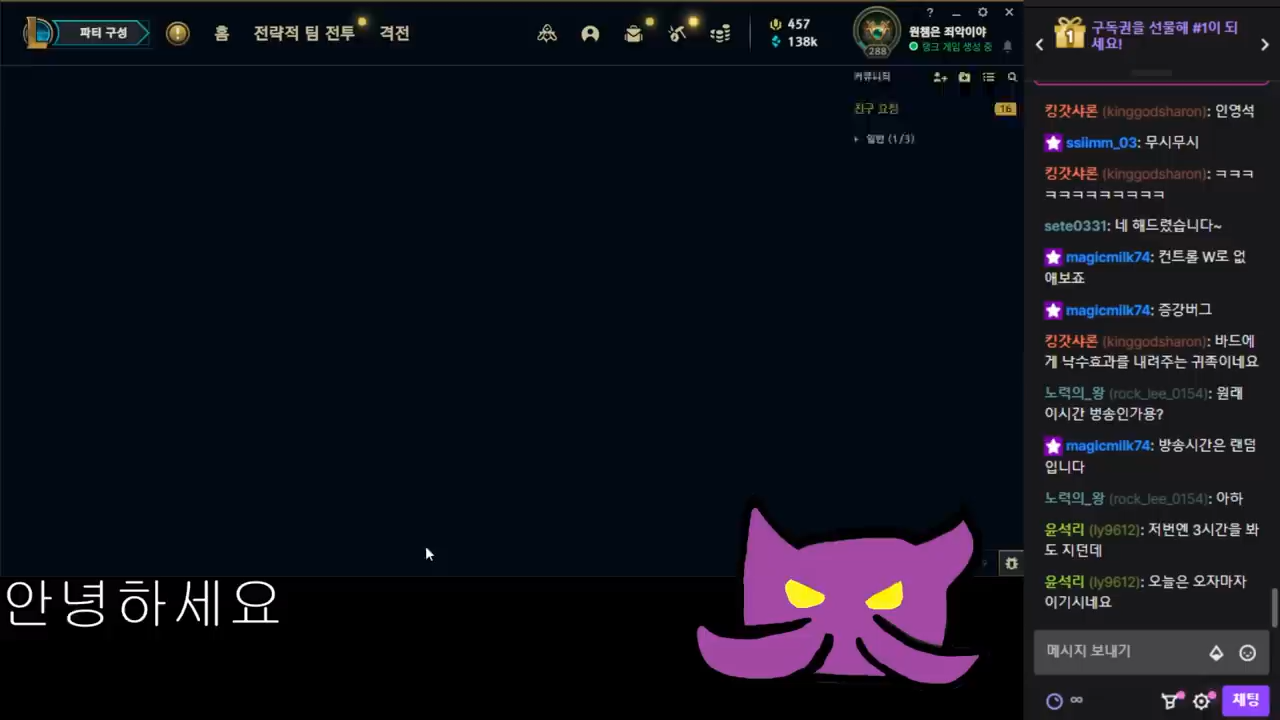 파티 구성
홈
전략적 팀 전투
격전
457
138k
288
원챔은 죄악이야
랭크 게임 생성 중
커뮤니티
친구 요청
16
일반 (1/3)
안녕하세요
1
구독권을 선물해 #1이 되
세요!
킹갓샤론 (kinggodsharon): 인영석
ssiimm_03: 무시무시
킹갓샤론 (kinggodsharon): ㅋㅋㅋ
ㅋㅋㅋㅋㅋㅋㅋㅋㅋㅋ
sete0331: 네 해드렸습니다~
magicmilk74: 컨트롤 W로 없
애보죠
magicmilk74: 증강버그
킹갓샤론 (kinggodsharon): 바드에
게 낙수효과를 내려주는 귀족이네요
노력의_왕 (rock_lee_0154): 원래
이시간 벙송인가용?
magicmilk74: 방송시간은 랜덤
입니다
노력의_왕 (rock_lee_0154): 아하
윤석리 (ly9612): 저번엔 3시간을 봐
도 지던데
윤석리 (ly9612): 오늘은 오자마자
이기시네요
메시지 보내기
채팅